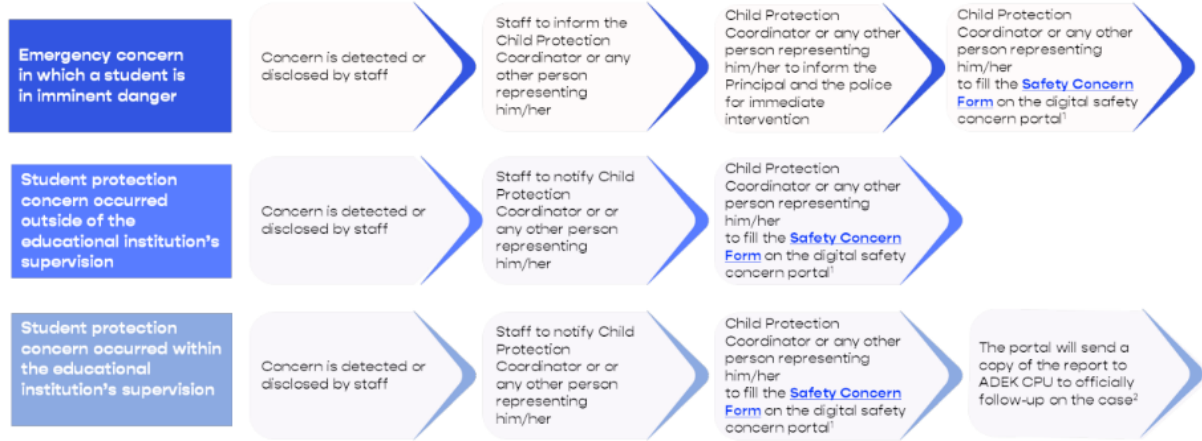 Emergency concern
in which a student is
in imminent danger
Concern is detected or
disclosed by staff
Staff to inform the
Child Protection
Coordinator or any
other person
representing
him/her
Child Protection
Coordinator or any other
person representing
him/her to inform the
Principal and the police
for immediate
intervention
Child Protection
Coordinator or any other
person representing
him/her
to fill the Safety Concern
Form on the digital safety
concern portal¹
Student protection
concern occurred
outside of the
educational institution's
supervision
Concern is detected or
disclosed by staff
Staff to notify Child
Protection
Coordinator or or
any other person
representing
him/her
Child Protection
Coordinator or any other
person representing
him/her
to fill the Safety Concern
Form on the digital safety
concern portal¹
Student protection
concern occurred within
the educational
institution's supervision
Concern is detected or
disclosed by staff
Staff to notify Child
Protection
Coordinator or or
any other person
representing
him/her
Child Protection
Coordinator or any other
person representing
him/her
to fill the Safety Concern
Form on the digital safety
concern portal¹
The portal will send a
copy of the report to
ADEK CPU to officially
follow-up on the case²